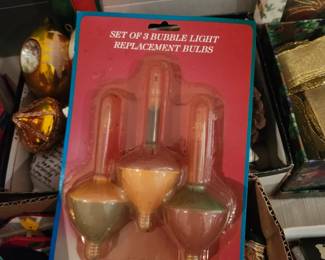 SET OF 3 BUBBLE LIGHT
REPLACEMENT BULBS